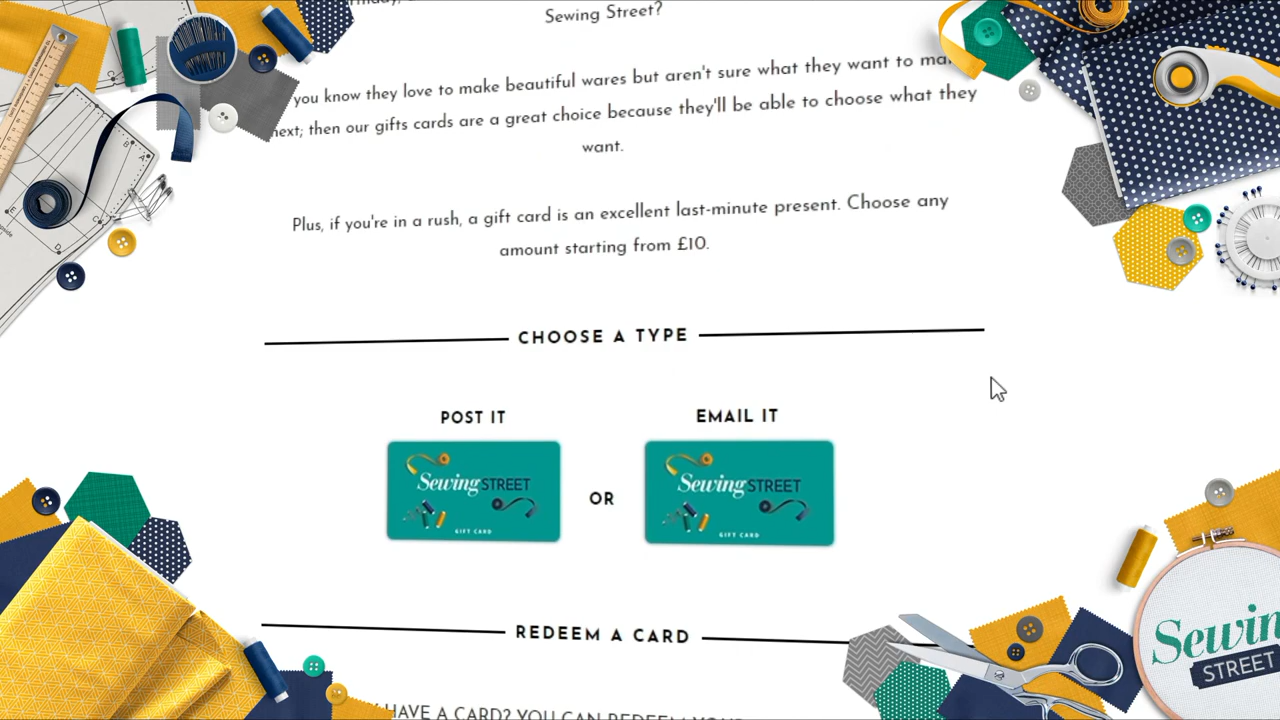 Sewing Street?
you know they love to make beautiful wares but aren't sure what they want to
next; then our gifts cards are a great choice because they'll be able to choose what they
want.
Plus, if you're in a rush, a gift card is an excellent last-minute present. Choose any
amount starting from £10.
CHOOSE A TYPE
POST IT
EMAIL IT
Sewing STREET
GIFT CARD
OR
Sewing STREET
GIFT CARD
REDEEM A CARD
HAVE A CARD? YOU CAN REDEEM
STREET